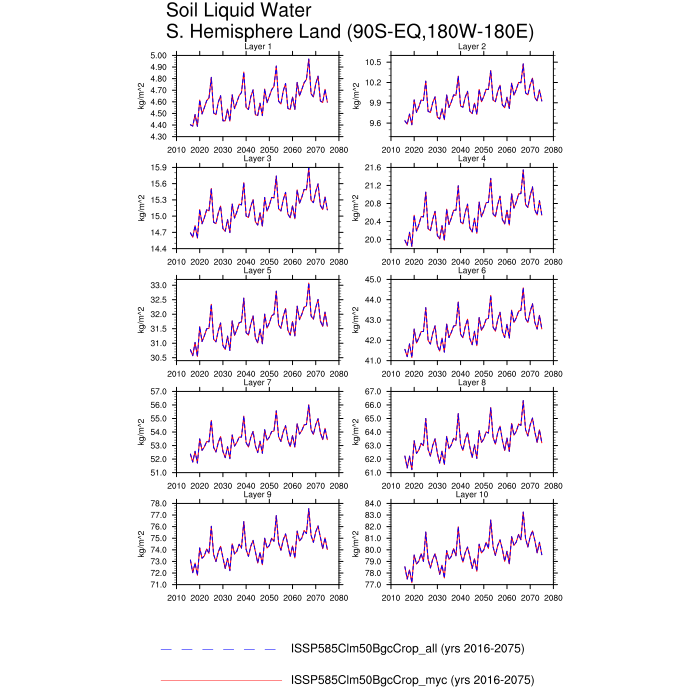 Soil Liquid Water
S. Hemisphere Land (90S-EQ,180W-180E)
Layer 1
Layer 2
kg/m^2
5.00
4.90
4.80
4.70
4.60
4.50
4.40
4.30
2010 2020 2030 2040 2050 2060 2070 2080
kg/m^2
10.5
10.2
9.9
9.6
2010 2020 2030 2040 2050 2060 2070 2080
Layer 3
Layer 4
kg/m^2
15.9
15.6
15.3
15.0
14.7
14.4
2010 2020 2030 2040 2050 2060 2070 2080
kg/m^2
21.6
21.2
20.8
20.4
20.0
2010 2020 2030 2040 2050 2060 2070 2080
Layer 5
Layer 6
kg/m^2
33.0
32.5
32.0
31.5
31.0
30.5
2010 2020 2030 2040 2050 2060 2070 2080
kg/m^2
45.0
44.0
43.0
42.0
41.0
2010 2020 2030 2040 2050 2060 2070 2080
Layer 7
Layer 8
kg/m^2
57.0
56.0
55.0
54.0
53.0
52.0
51.0
2010 2020 2030 2040 2050 2060 2070 2080
kg/m^2
67.0
66.0
65.0
64.0
63.0
62.0
61.0
2010 2020 2030 2040 2050 2060 2070 2080
Layer 9
Layer 10
kg/m^2
78.0
77.0
76.0
75.0
74.0
73.0
72.0
71.0
2010 2020 2030 2040 2050 2060 2070 2080
kg/m^2
84.0
83.0
82.0
81.0
80.0
79.0
78.0
77.0
2010 2020 2030 2040 2050 2060 2070 2080
ISSP585Clm50BgcCrop_all (yrs 2016-2075)
ISSP585Clm50BgcCrop_myc (yrs 2016-2075)